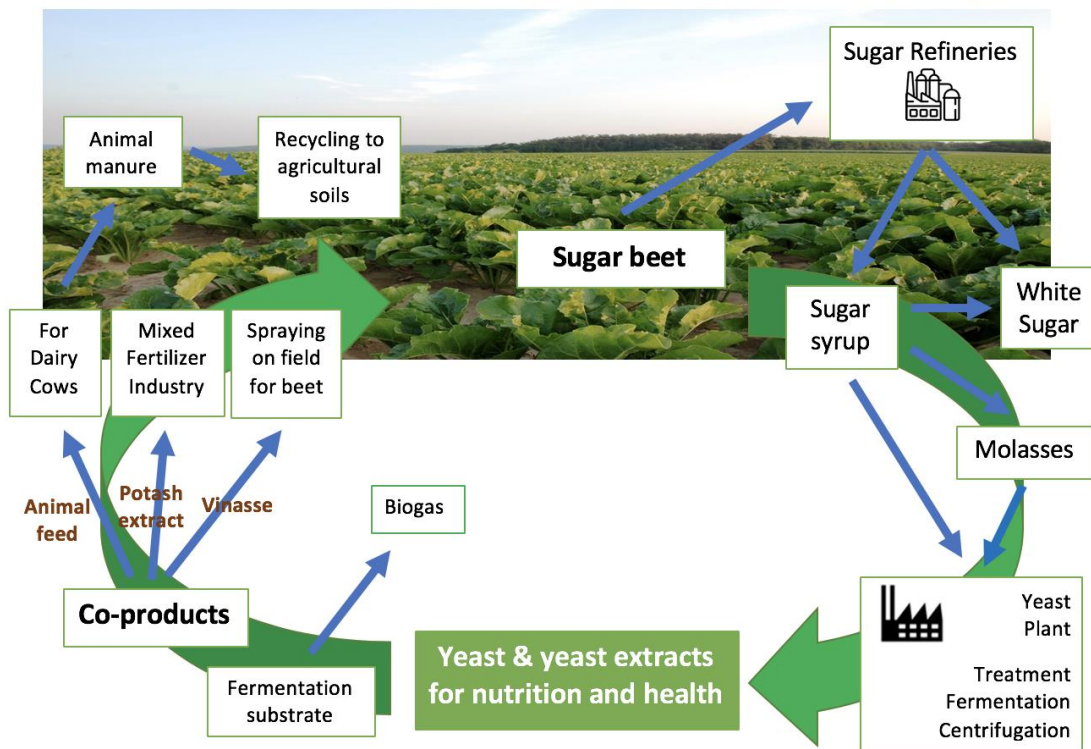 Sugar Refineries
Animal
manure
Recycling to
agricultural
soils
Sugar beet
For
Dairy
Cows
Mixed
Fertilizer
Industry
Spraying
on field
for beet
Sugar
syrup
White
Sugar
Molasses
Animal
feed
Potash
extract
Vinasse
Biogas
Co-products
Fermentation
substrate
Yeast & yeast extracts
for nutrition and health
Yeast
Plant
Treatment
Fermentation
Centrifugation